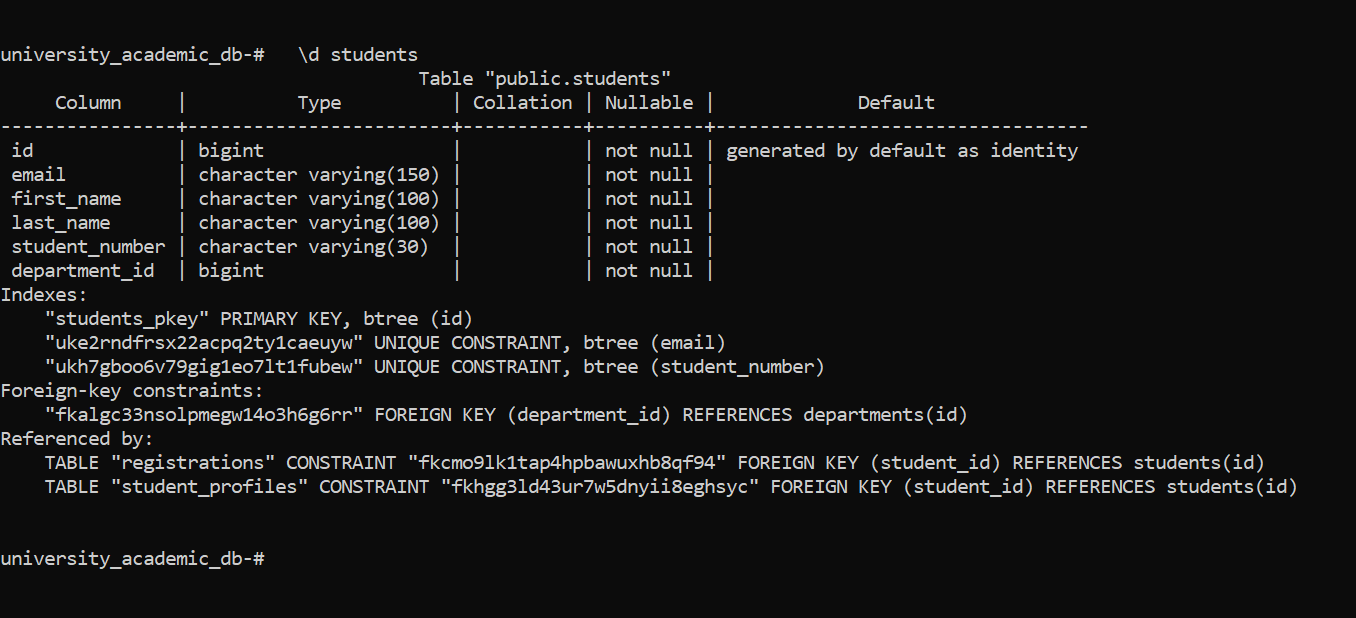 university_academic_db-#   \d students
                                      Table "public.students"
     Column     |          Type          | Collation | Nullable |             Default
----------------+------------------------+-----------+----------+----------------------------------
 id             | bigint                 |           | not null | generated by default as identity
 email          | character varying(150) |           | not null |
 first_name     | character varying(100) |           | not null |
 last_name      | character varying(100) |           | not null |
 student_number | character varying(30)  |           | not null |
 department_id  | bigint                 |           | not null |
Indexes:
    "students_pkey" PRIMARY KEY, btree (id)
    "uke2rndfrsx22acpq2ty1caeuyw" UNIQUE CONSTRAINT, btree (email)
    "ukh7gboo6v79gig1eo7lt1fubew" UNIQUE CONSTRAINT, btree (student_number)
Foreign-key constraints:
    "fkalgc33nsolpmegw14o3h6g6rr" FOREIGN KEY (department_id) REFERENCES departments(id)
Referenced by:
    TABLE "registrations" CONSTRAINT "fkcmo9lk1tap4hpbawuxhb8qf94" FOREIGN KEY (student_id) REFERENCES students(id)
    TABLE "student_profiles" CONSTRAINT "fkhgg3ld43ur7w5dnyii8eghsyc" FOREIGN KEY (student_id) REFERENCES students(id)
university_academic_db-#